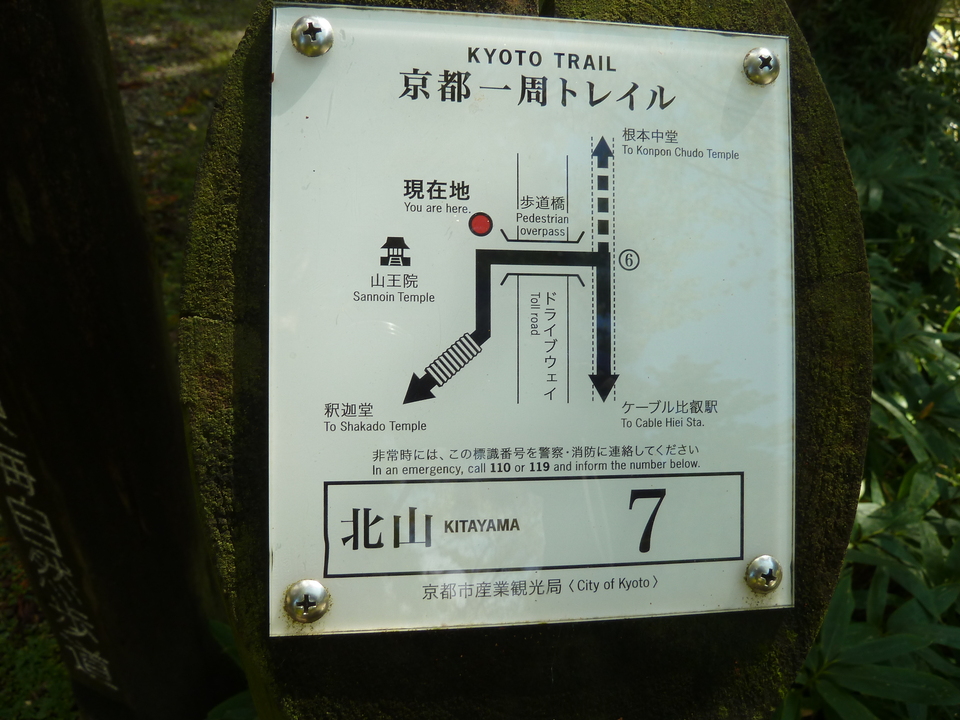 KYOTO TRAIL
京都一周トレイル
根本中堂
To Konpon Chudo Temple
現在地
You are here.
歩道橋
Pedestrian
overpass
⑥
山王院
Sannoin Temple
ドライブウェイ
Toll road
釈迦堂
To Shakado Temple
ケーブル比叡駅
To Cable Hiei Sta.
非常時には、この標識番号を警察・消防に連絡してください
In an emergency, call 110 or 119 and inform the number below.
北山 KITAYAMA 7
京都市産業観光局〈City of Kyoto〉